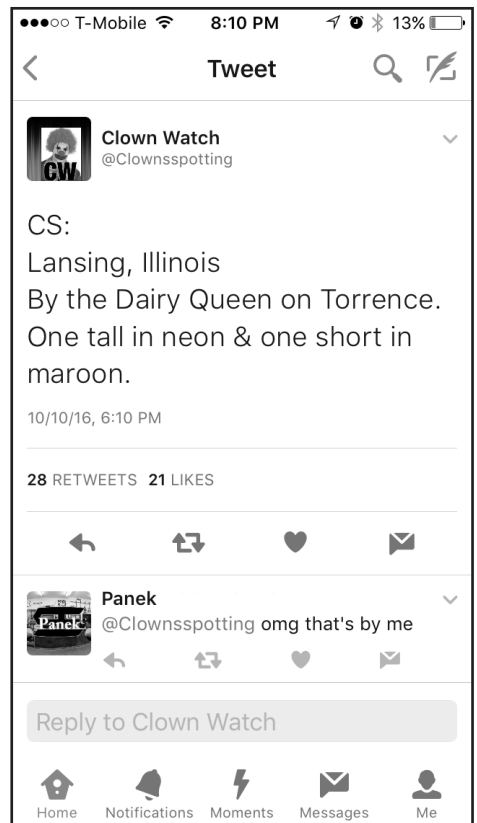 T-Mobile 8:10 PM 13%
Tweet
CW
Clown Watch
@Clownsspotting
CS:
Lansing, Illinois
By the Dairy Queen on Torrence.
One tall in neon & one short in
maroon.
10/10/16, 6:10 PM
28 RETWEETS 21 LIKES
Panek
Panek
@Clownsspotting omg that's by me
Reply to Clown Watch
Home Notifications Moments Messages Me